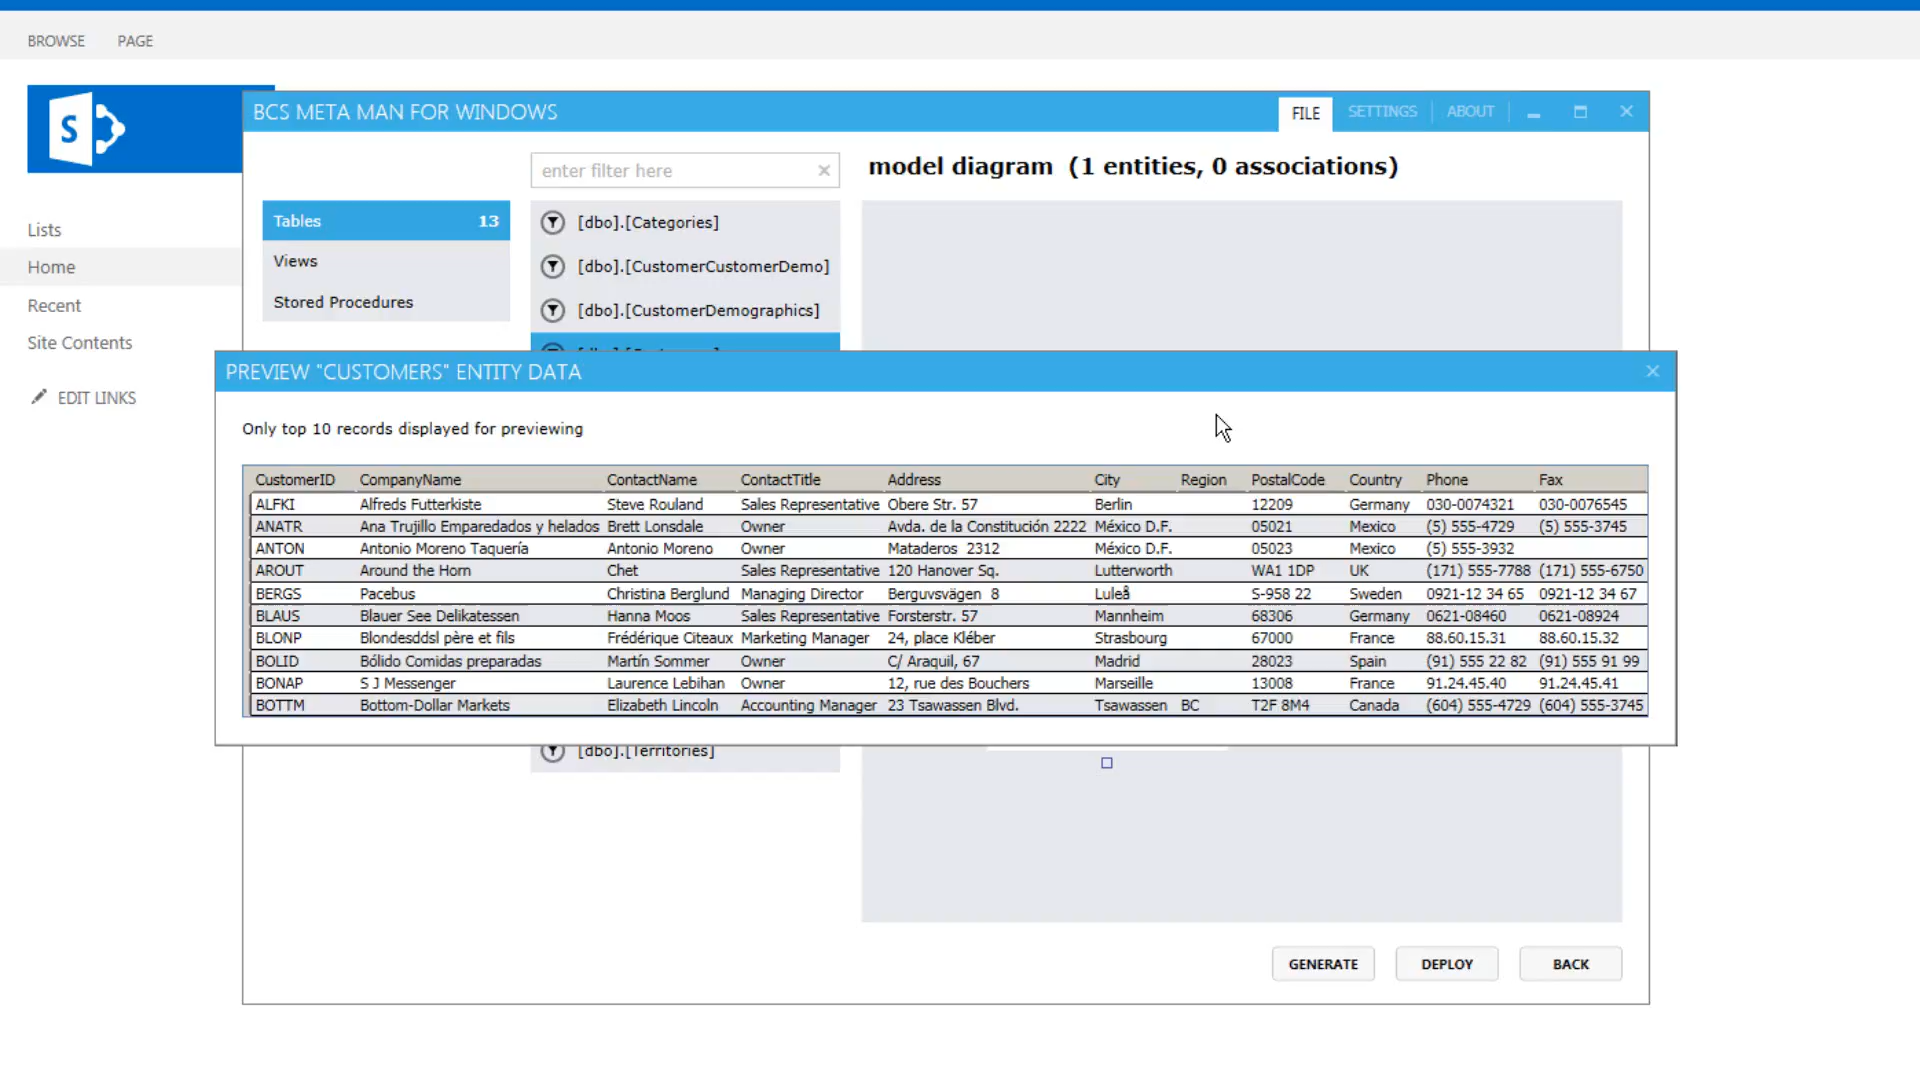 BROWSE PAGE
S
BCS META MAN FOR WINDOWS FILE SETTINGS ABOUT
enter filter here
model diagram (1 entities, 0 associations)
Lists
Home
Recent
Site Contents
EDIT LINKS
Tables 13
Views
Stored Procedures
[dbo].[Categories]
[dbo].[CustomerCustomerDemo]
[dbo].[CustomerDemographics]
PREVIEW "CUSTOMERS" ENTITY DATA
Only top 10 records displayed for previewing
CustomerID CompanyName ContactName ContactTitle Address City Region PostalCode Country Phone Fax
ALFKI Alfreds Futterkiste Steve Rouland Sales Representative Obere Str. 57 Berlin 12209 Germany 030-0074321 030-0076545
ANATR Ana Trujillo Emparedados y helados Brett Lonsdale Owner Avda. de la Constitución 2222 México D.F. 05021 Mexico (5) 555-4729 (5) 555-3745
ANTON Antonio Moreno Taquería Antonio Moreno Owner Mataderos 2312 México D.F. 05023 Mexico (5) 555-3932
AROUT Around the Horn Chet Sales Representative 120 Hanover Sq. Lutterworth WA1 1DP UK (171) 555-7788 (171) 555-6750
BERGS Pacebus Christina Berglund Managing Director Berguvsvägen 8 Luleå S-958 22 Sweden 0921-12 34 65 0921-12 34 67
BLAUS Blauer See Delikatessen Hanna Moos Sales Representative Forsterstr. 57 Mannheim 68306 Germany 0621-08460 0621-08924
BLONP Blondesddsl père et fils Frédérique Citeaux Marketing Manager 24, place Kléber Strasbourg 67000 France 88.60.15.31 88.60.15.32
BOLID Bólido Comidas preparadas Martín Sommer Owner C/ Araquil, 67 Madrid 28023 Spain (91) 555 22 82 (91) 555 91 99
BONAP S J Messenger Laurence Lebihan Owner 12, rue des Bouchers Marseille 13008 France 91.24.45.40 91.24.45.41
BOTTM Bottom-Dollar Markets Elizabeth Lincoln Accounting Manager 23 Tsawassen Blvd. Tsawassen BC T2F 8M4 Canada (604) 555-4729 (604) 555-3745
[dbo].[Territories]
GENERATE DEPLOY BACK